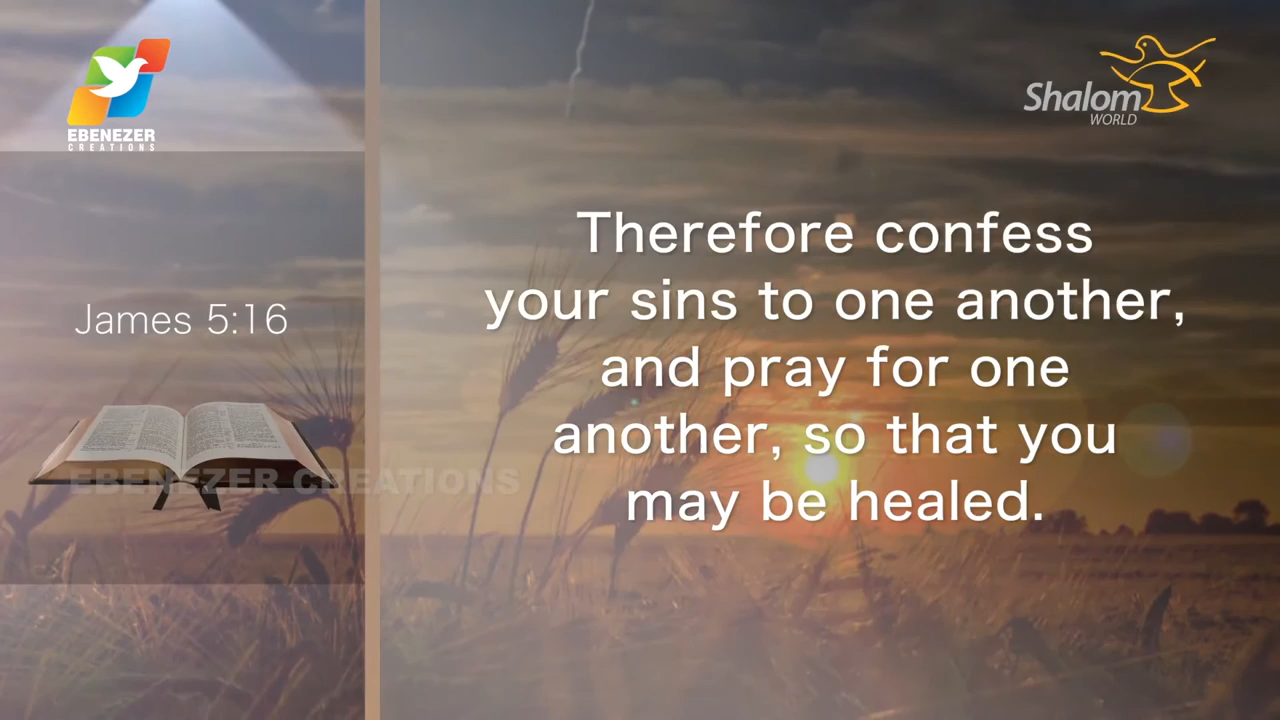 EBENEZER
CREATIONS
Shalom
WORLD
James 5:16
Therefore confess
your sins to one another,
and pray for one
another, so that you
may be healed.
EBENEZER CREATIONS